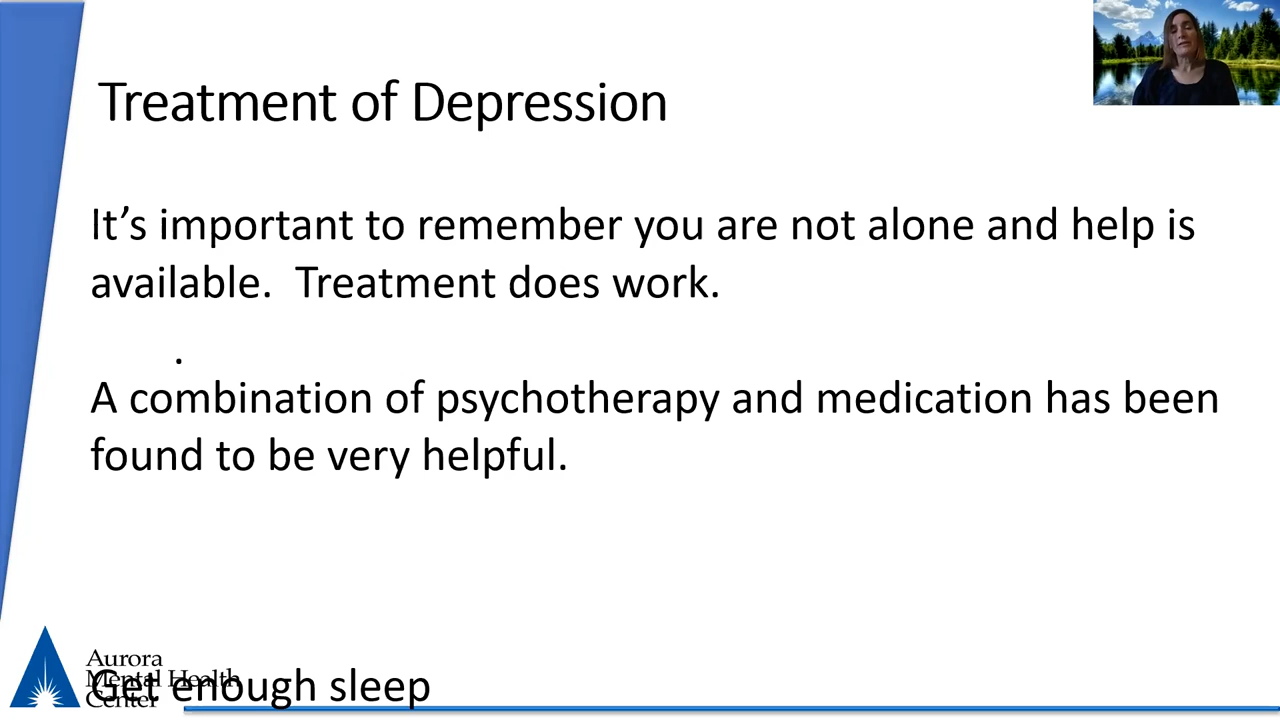 Treatment of Depression
It’s important to remember you are not alone and help is
available.  Treatment does work.
.
A combination of psychotherapy and medication has been
found to be very helpful.
Aurora
Mental Health
Center
Get enough sleep